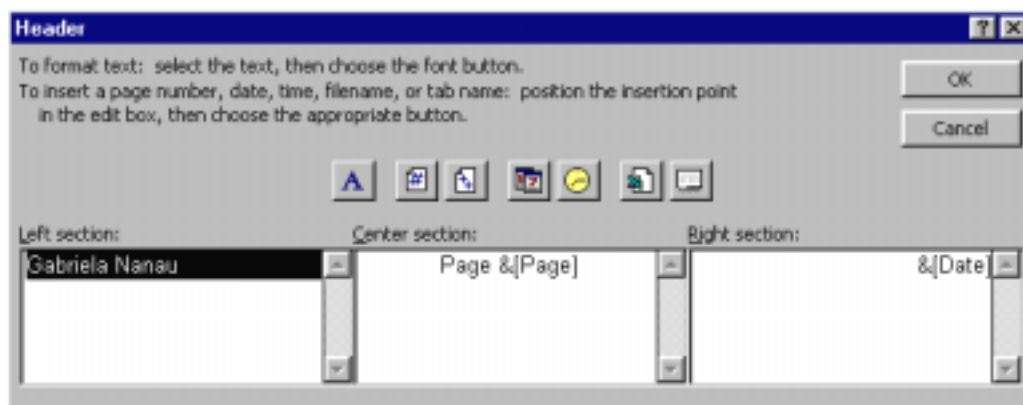 Header
To format text: select the text, then choose the font button.
To insert a page number, date, time, filename, or tab name: position the insertion point
in the edit box, then choose the appropriate button.
OK
Cancel
A
Left section:
Center section:
Right section:
Gabriela Nanau
Page &[Page]
&[Date]